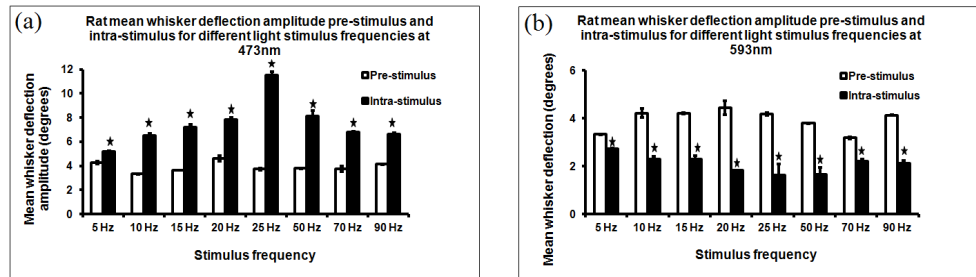 (a)
Rat mean whisker deflection amplitude pre-stimulus and
intra-stimulus for different light stimulus frequencies at
473nm
Mean whisker deflection
amplitude (degrees)
12
10
8
6
4
2
0
Pre-stimulus
Intra-stimulus
5 Hz 10 Hz 15 Hz 20 Hz 25 Hz 50 Hz 70 Hz 90 Hz
Stimulus frequency
(b)
Rat mean whisker deflection amplitude pre-stimulus and
intra-stimulus for different light stimulus frequencies at
593nm
Mean whisker deflection (degrees)
6
4
2
0
Pre-stimulus
Intra-stimulus
5 Hz 10 Hz 15 Hz 20 Hz 25 Hz 50 Hz 70 Hz 90 Hz
Stimulus frequency